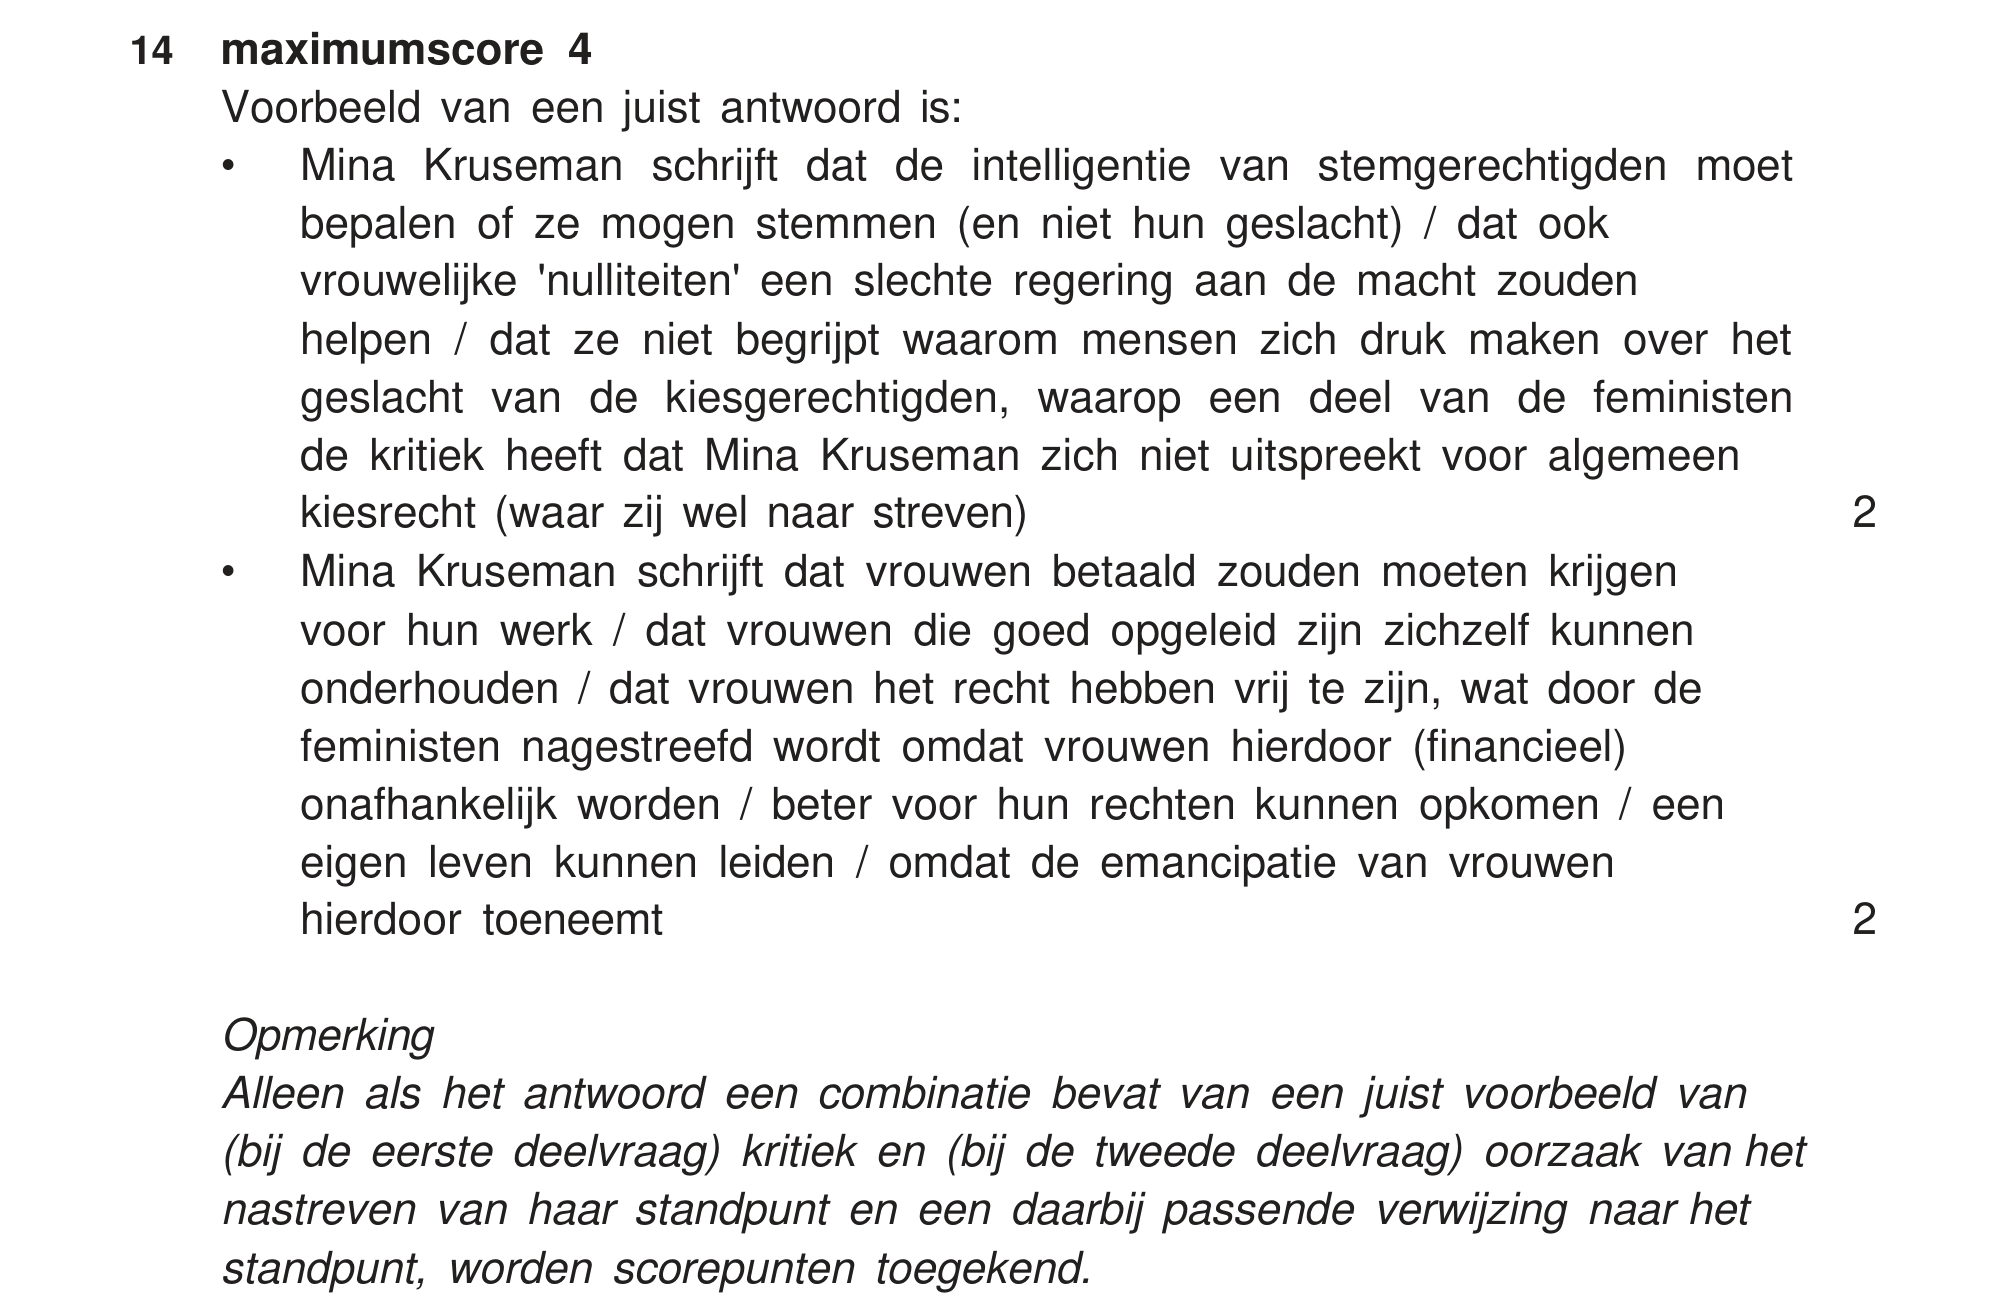 14 maximumscore 4
Voorbeeld van een juist antwoord is:
• Mina Kruseman schrijft dat de intelligentie van stemgerechtigden moet
bepalen of ze mogen stemmen (en niet hun geslacht) / dat ook
vrouwelijke 'nulliteiten' een slechte regering aan de macht zouden
helpen / dat ze niet begrijpt waarom mensen zich druk maken over het
geslacht van de kiesgerechtigden, waarop een deel van de feministen
de kritiek heeft dat Mina Kruseman zich niet uitspreekt voor algemeen
kiesrecht (waar zij wel naar streven) 2
• Mina Kruseman schrijft dat vrouwen betaald zouden moeten krijgen
voor hun werk / dat vrouwen die goed opgeleid zijn zichzelf kunnen
onderhouden / dat vrouwen het recht hebben vrij te zijn, wat door de
feministen nagestreefd wordt omdat vrouwen hierdoor (financieel)
onafhankelijk worden / beter voor hun rechten kunnen opkomen / een
eigen leven kunnen leiden / omdat de emancipatie van vrouwen
hierdoor toeneemt 2
Opmerking
Alleen als het antwoord een combinatie bevat van een juist voorbeeld van
(bij de eerste deelvraag) kritiek en (bij de tweede deelvraag) oorzaak van het
nastreven van haar standpunt en een daarbij passende verwijzing naar het
standpunt, worden scorepunten toegekend.